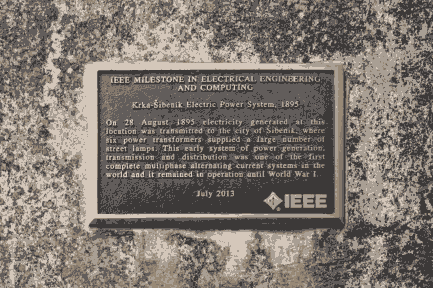 IEEE MILESTONE IN ELECTRICAL ENGINEERING
AND COMPUTING
Krka-Šibenik Electric Power System, 1895
On 28 August 1895 electricity generated at this
location was transmitted to the city of Šibenik, where
six power transformers supplied a large number of
street lamps. This early system of power generation,
transmission and distribution was one of the first
complete multiphase alternating current systems in the
world and it remained in operation until World War I.
July 2013
IEEE